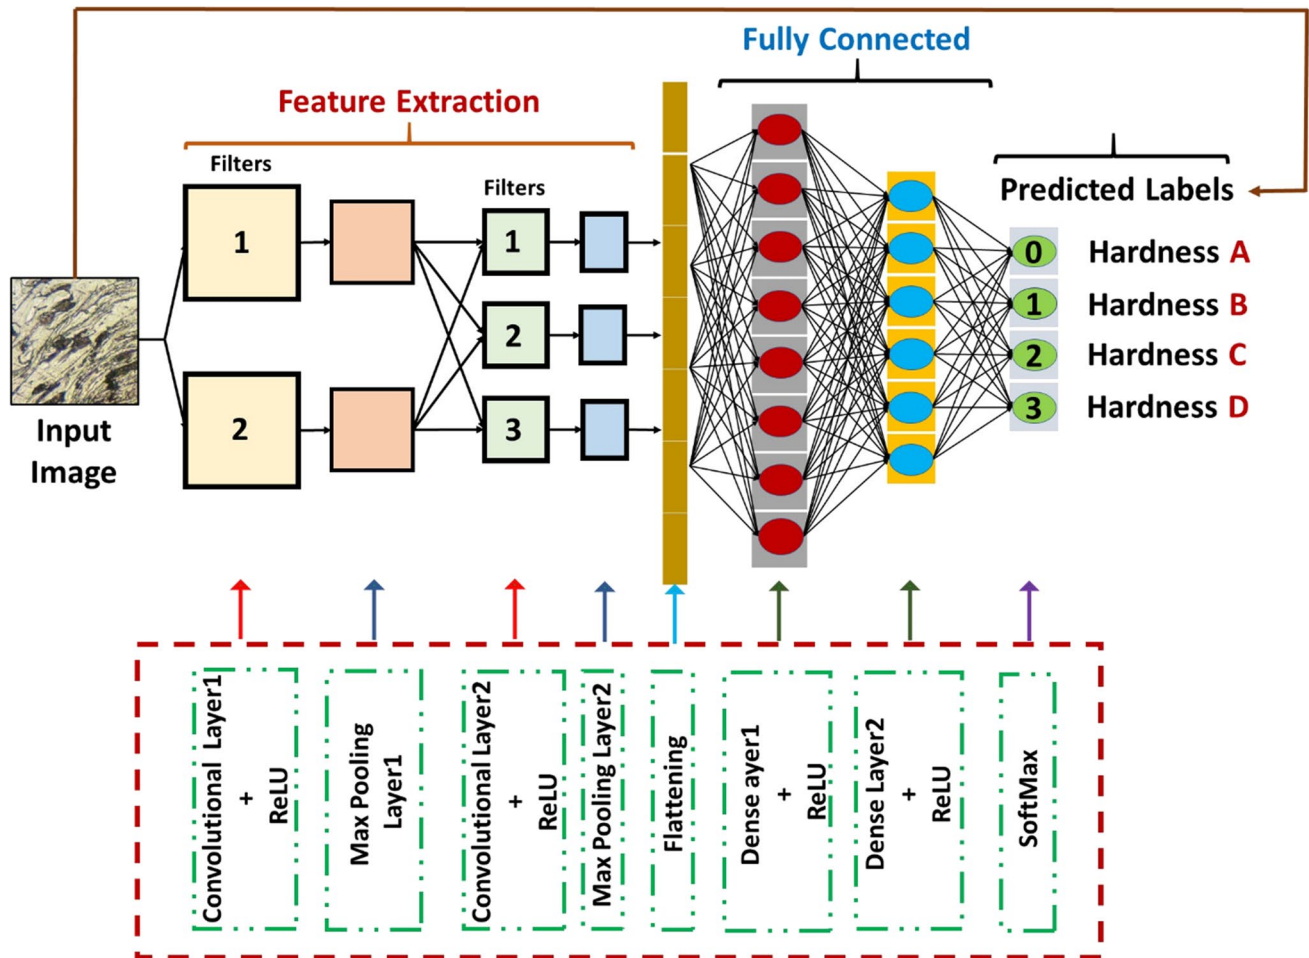 Fully Connected
Feature Extraction
Filters
Filters
Predicted Labels
1
2
1
2
3
0
1
2
3
Hardness A
Hardness B
Hardness C
Hardness D
Input
Image
Convolutional Layer1
+
ReLU
Max Pooling
Layer1
Convolutional Layer2
+
ReLU
Max Pooling Layer2
Flattening
Dense ayer1
+
ReLU
Dense Layer2
+
ReLU
SoftMax